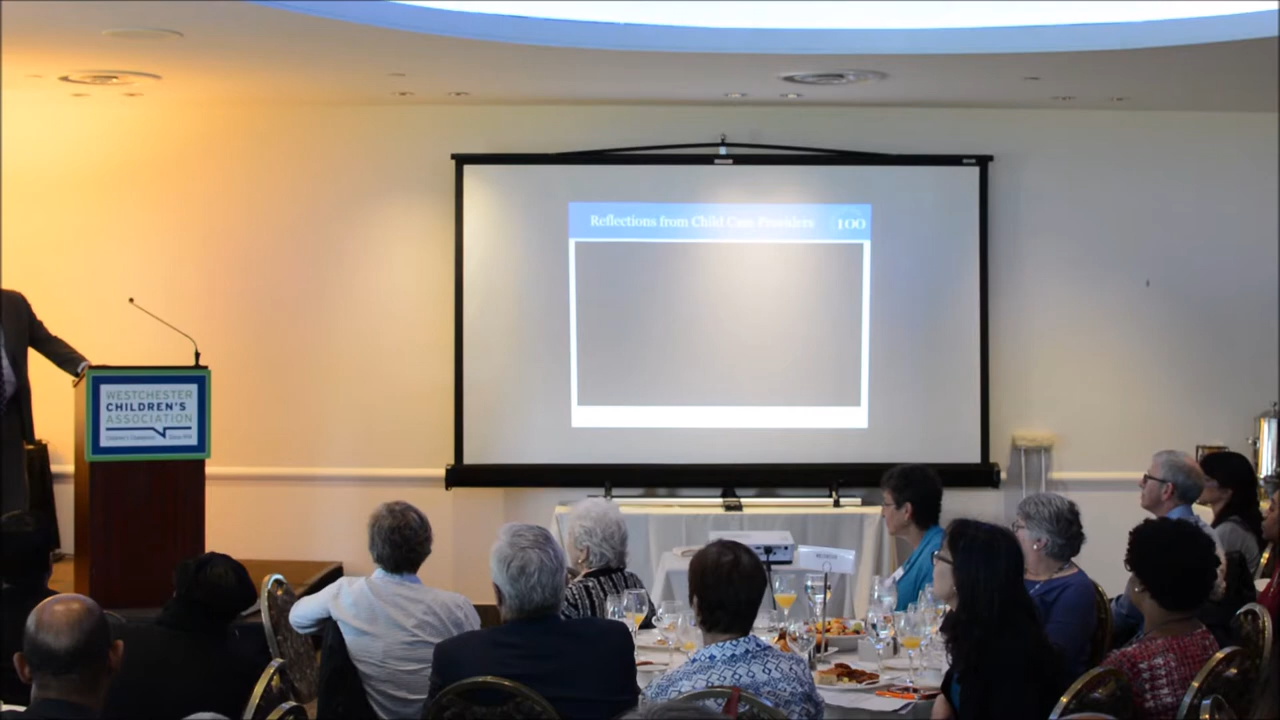 Reflections from Child Care Providers 100
WESTCHESTER
CHILDREN'S
ASSOCIATION